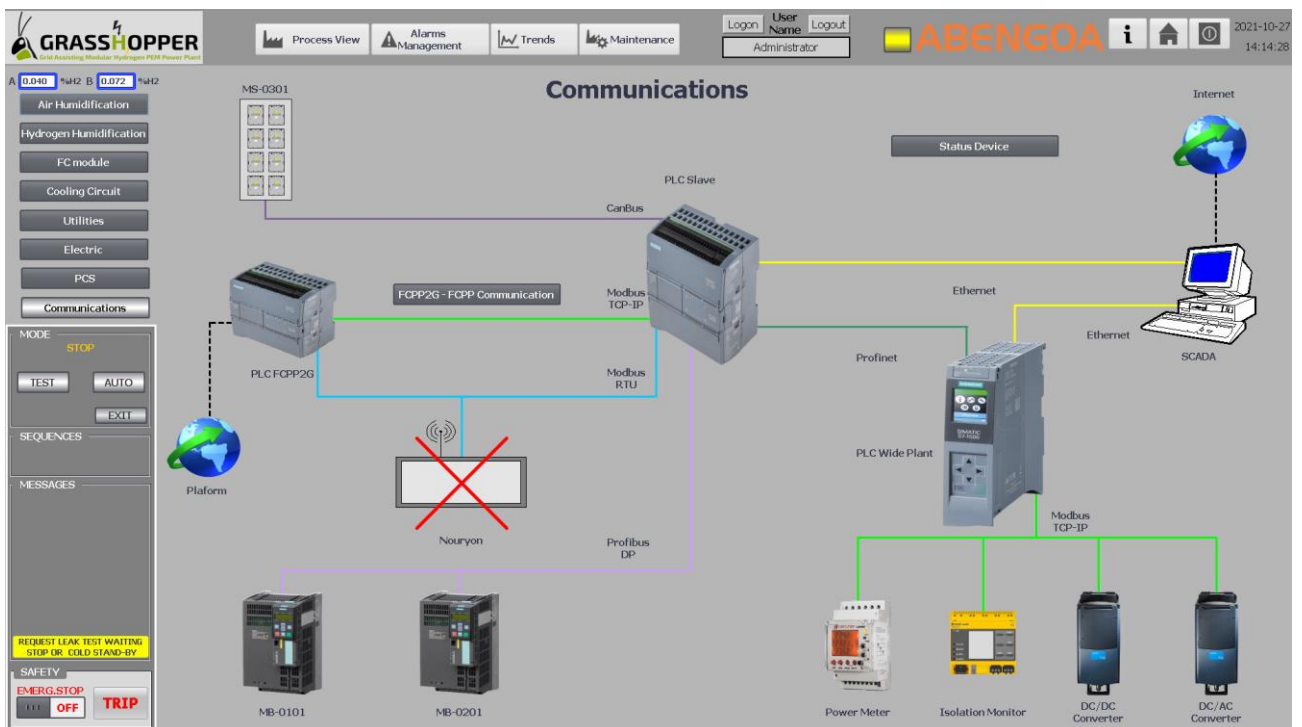 GRASSHOPPER
Grid Assisting Modular Hydrogen PEM Power Plant
Process View
Alarms
Management
Trends
Maintenance
Logon
User
Name
Logout
Administrator
ABENGOA
i
2021-10-27
14:14:28
A 0.040 %H2 B 0.072 %H2
Air Humidification
Hydrogen Humidification
FC module
Cooling Circuit
Utilities
Electric
PCS
Communications
MODE
STOP
TEST
AUTO
EXIT
SEQUENCES
MESSAGES
REQUEST LEAK TEST WAITING
STOP OR COLD STAND-BY
SAFETY
EMERG.STOP
OFF
TRIP
Communications
MS-0301
Internet
Status Device
PLC Slave
CanBus
FCPP2G - FCPP Communication
Modbus
TCP-IP
Ethernet
Ethernet
SCADA
Profinet
PLC FCPP2G
Modbus
RTU
PLC Wide Plant
SIMATIC
S7-1500
Plaform
Nouryon
Profibus
DP
Modbus
TCP-IP
MB-0101
MB-0201
Power Meter
Isolation Monitor
DC/DC
Converter
DC/AC
Converter